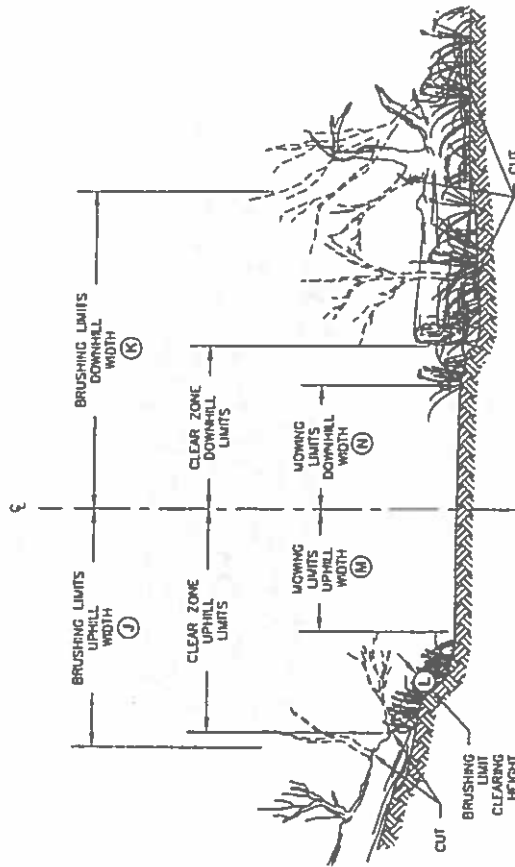 ℄
BRUSHING LIMITS
UPHILL
WIDTH
J
BRUSHING LIMITS
DOWNHILL
WIDTH
K
CLEAR ZONE
UPHILL
LIMITS
CLEAR ZONE
DOWNHILL
LIMITS
MOWING
LIMITS
UPHILL
WIDTH
M
MOWING
LIMITS
DOWNHILL
WIDTH
N
L
CUT
BRUSHING
LIMIT
CLEARING
HEIGHT
CUT